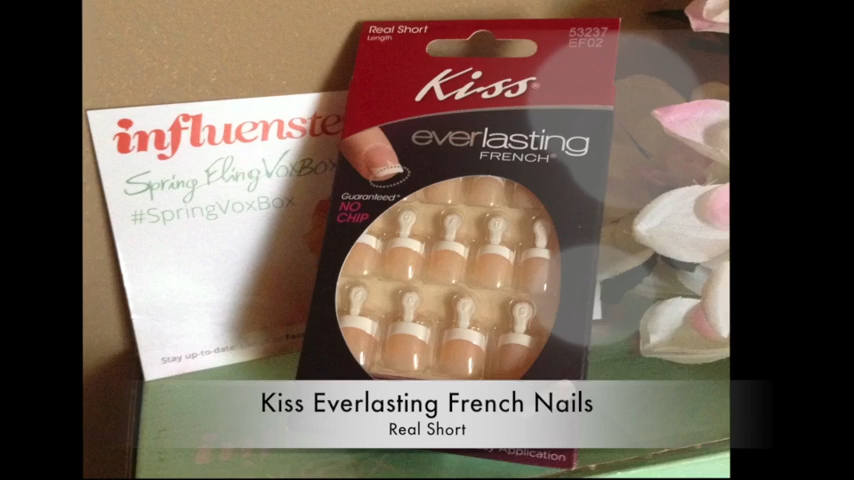 Real Short
Length
53237
EF02
Kiss
everlasting
FRENCH
Guaranteed*
NO
CHIP
influenste
Spring Fling VoxBox
#SpringVoxBox
Stay up-to-date
Kiss Everlasting French Nails
Real Short
Application